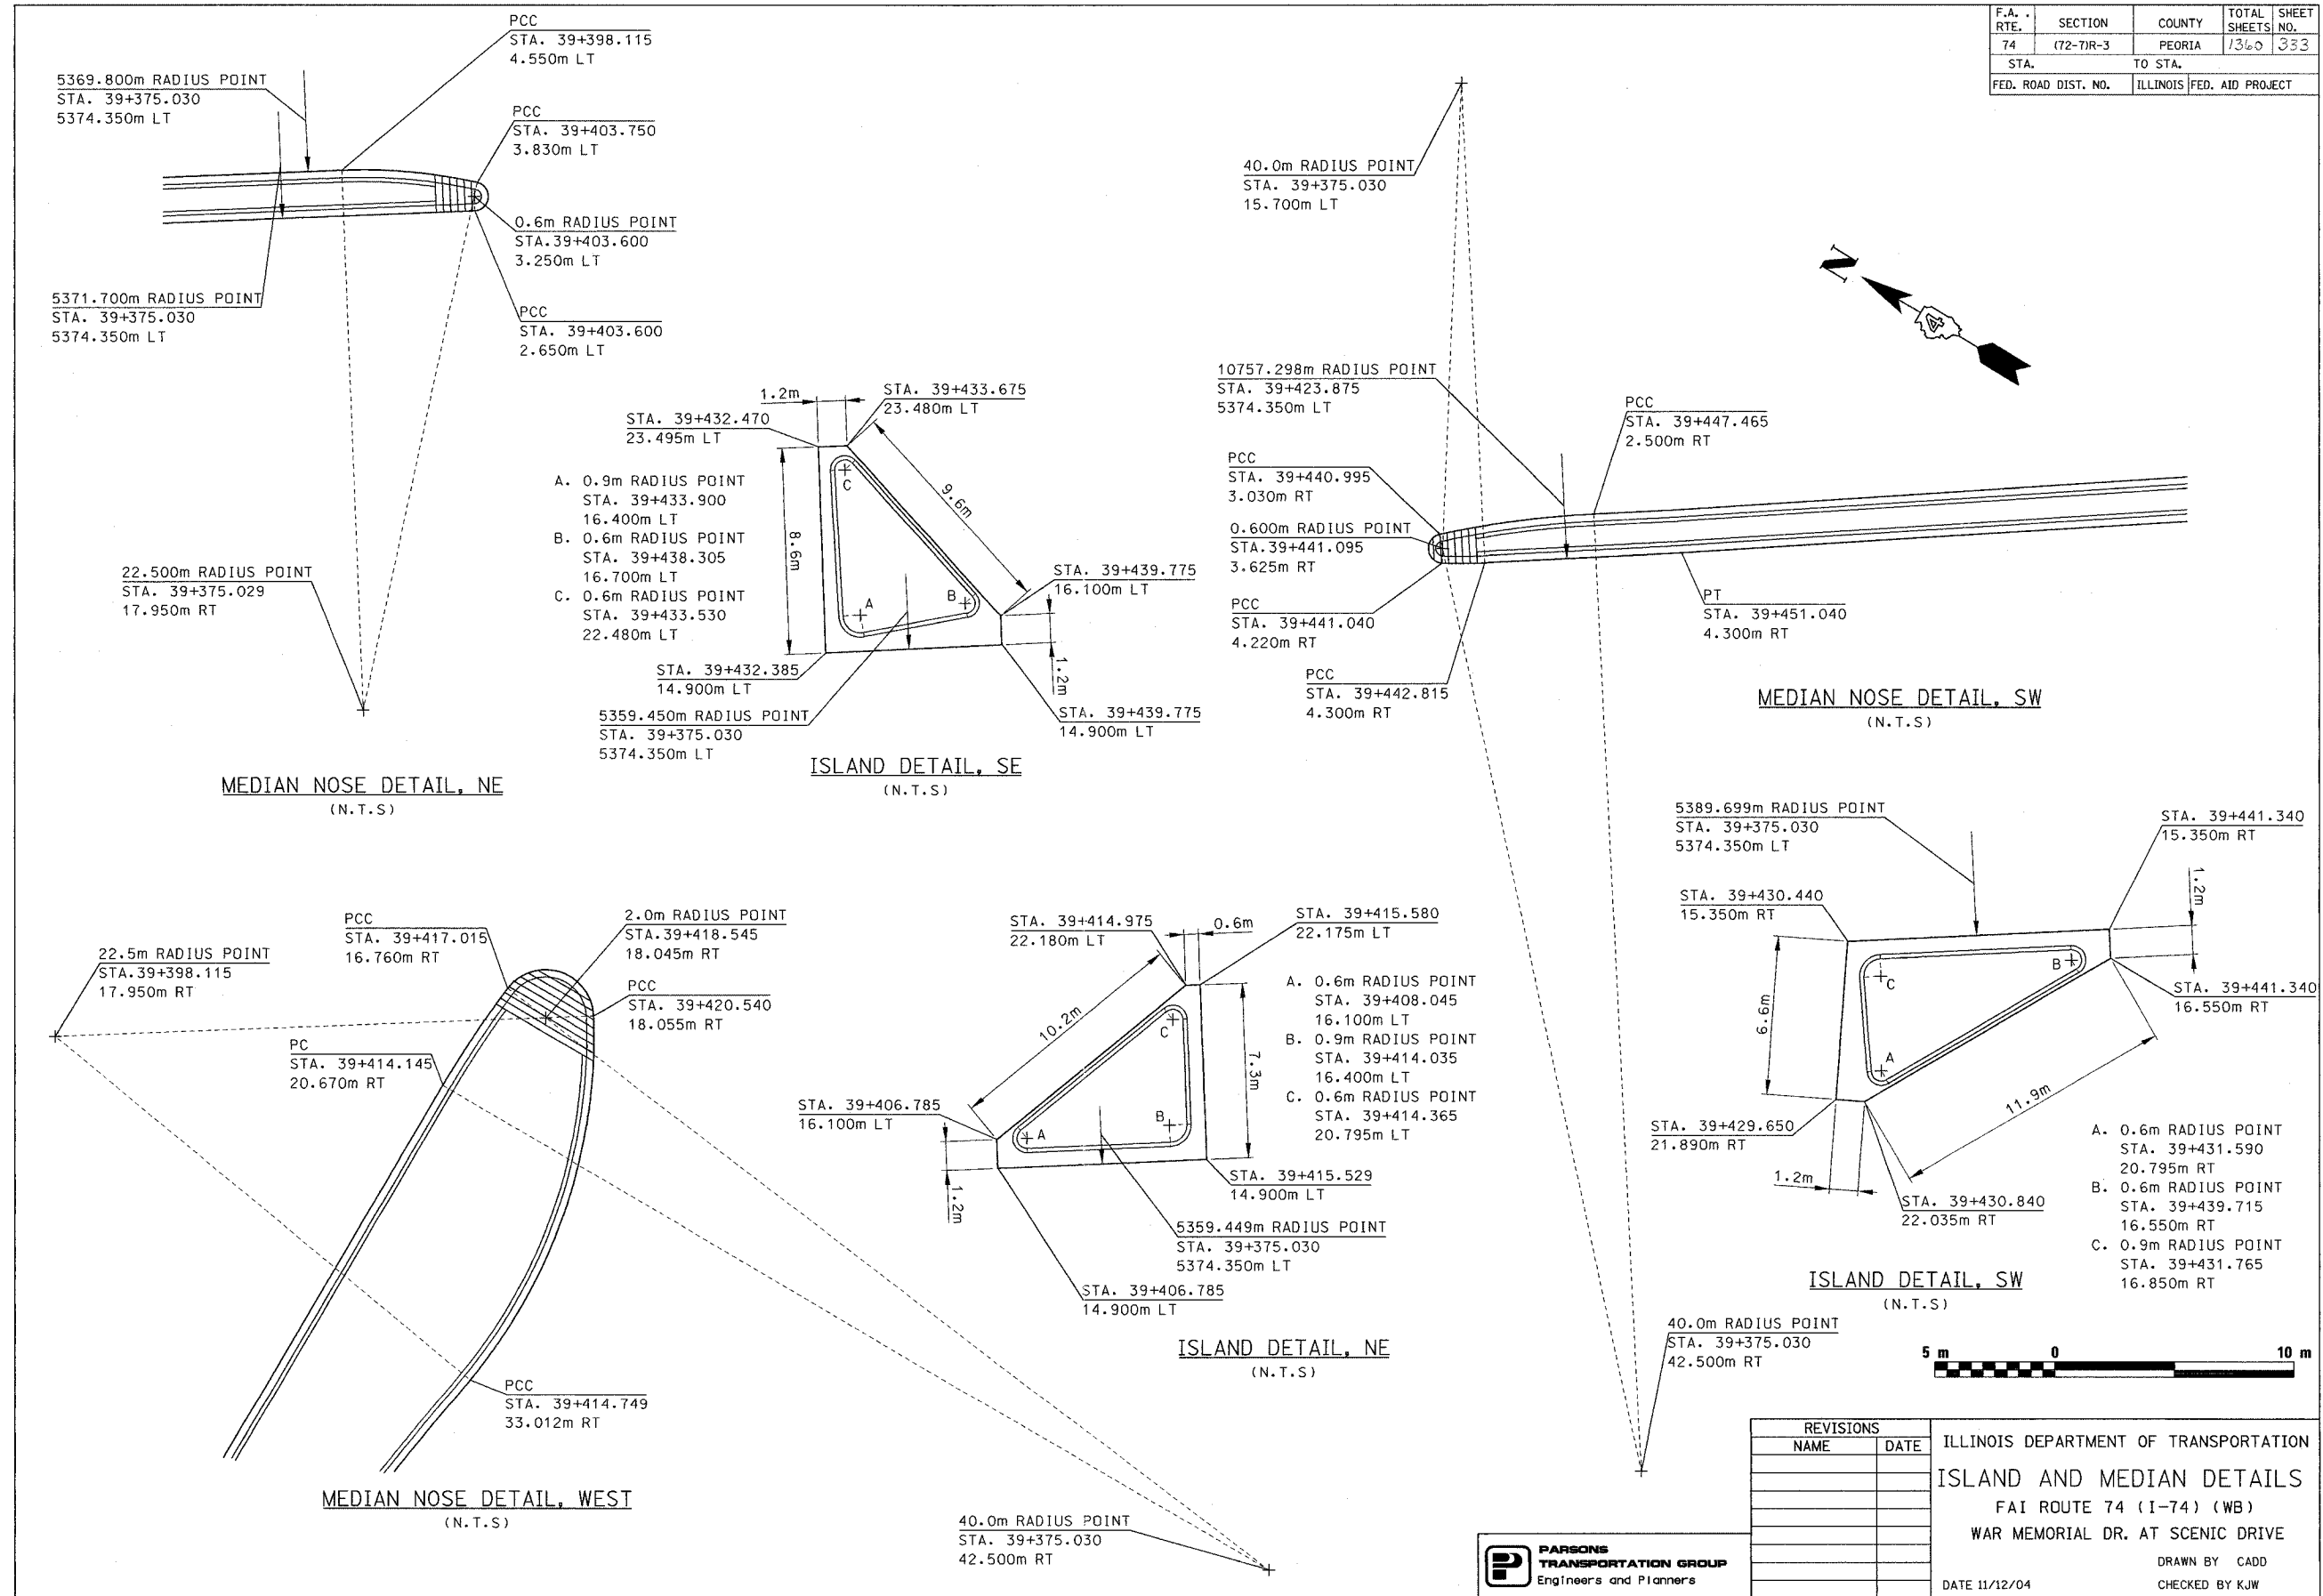 F.A. .
RTE.
SECTION
COUNTY
TOTAL
SHEETS
SHEET
NO.
74
(72-7)R-3
PEORIA
1360
333
STA.
TO STA.
FED. ROAD DIST. NO.
ILLINOIS
FED. AID PROJECT
PCC
STA. 39+398.115
4.550m LT
5369.800m RADIUS POINT
STA. 39+375.030
5374.350m LT
PCC
STA. 39+403.750
3.830m LT
0.6m RADIUS POINT
STA.39+403.600
3.250m LT
5371.700m RADIUS POINT
STA. 39+375.030
5374.350m LT
PCC
STA. 39+403.600
2.650m LT
22.500m RADIUS POINT
STA. 39+375.029
17.950m RT
MEDIAN NOSE DETAIL, NE
(N.T.S)
1.2m
STA. 39+433.675
23.480m LT
STA. 39+432.470
23.495m LT
A. 0.9m RADIUS POINT
STA. 39+433.900
16.400m LT
B. 0.6m RADIUS POINT
STA. 39+438.305
16.700m LT
C. 0.6m RADIUS POINT
STA. 39+433.530
22.480m LT
9.6m
8.6m
C
A
B
STA. 39+439.775
16.100m LT
1.2m
STA. 39+432.385
14.900m LT
5359.450m RADIUS POINT
STA. 39+375.030
5374.350m LT
STA. 39+439.775
14.900m LT
ISLAND DETAIL, SE
(N.T.S)
40.0m RADIUS POINT
STA. 39+375.030
15.700m LT
N
4
10757.298m RADIUS POINT
STA. 39+423.875
5374.350m LT
PCC
STA. 39+447.465
2.500m RT
PCC
STA. 39+440.995
3.030m RT
0.600m RADIUS POINT
STA.39+441.095
3.625m RT
PCC
STA. 39+441.040
4.220m RT
PCC
STA. 39+442.815
4.300m RT
PT
STA. 39+451.040
4.300m RT
MEDIAN NOSE DETAIL, SW
(N.T.S)
22.5m RADIUS POINT
STA.39+398.115
17.950m RT
PCC
STA. 39+417.015
16.760m RT
2.0m RADIUS POINT
STA.39+418.545
18.045m RT
PCC
STA. 39+420.540
18.055m RT
PC
STA. 39+414.145
20.670m RT
PCC
STA. 39+414.749
33.012m RT
MEDIAN NOSE DETAIL, WEST
(N.T.S)
STA. 39+414.975
22.180m LT
0.6m
STA. 39+415.580
22.175m LT
10.2m
A. 0.6m RADIUS POINT
STA. 39+408.045
16.100m LT
B. 0.9m RADIUS POINT
STA. 39+414.035
16.400m LT
C. 0.6m RADIUS POINT
STA. 39+414.365
20.795m LT
C
B
A
7.3m
STA. 39+406.785
16.100m LT
1.2m
STA. 39+415.529
14.900m LT
5359.449m RADIUS POINT
STA. 39+375.030
5374.350m LT
STA. 39+406.785
14.900m LT
ISLAND DETAIL, NE
(N.T.S)
40.0m RADIUS POINT
STA. 39+375.030
42.500m RT
5389.699m RADIUS POINT
STA. 39+375.030
5374.350m LT
STA. 39+441.340
15.350m RT
STA. 39+430.440
15.350m RT
1.2m
C
B
A
6.6m
STA. 39+441.340
16.550m RT
11.9m
STA. 39+429.650
21.890m RT
1.2m
STA. 39+430.840
22.035m RT
A. 0.6m RADIUS POINT
STA. 39+431.590
20.795m RT
B. 0.6m RADIUS POINT
STA. 39+439.715
16.550m RT
C. 0.9m RADIUS POINT
STA. 39+431.765
16.850m RT
ISLAND DETAIL, SW
(N.T.S)
40.0m RADIUS POINT
STA. 39+375.030
42.500m RT
5 m
0
10 m
REVISIONS
NAME
DATE
ILLINOIS DEPARTMENT OF TRANSPORTATION
ISLAND AND MEDIAN DETAILS
FAI ROUTE 74 (I-74) (WB)
WAR MEMORIAL DR. AT SCENIC DRIVE
DRAWN BY CADD
DATE 11/12/04
CHECKED BY KJW
PARSONS
TRANSPORTATION GROUP
Engineers and Planners